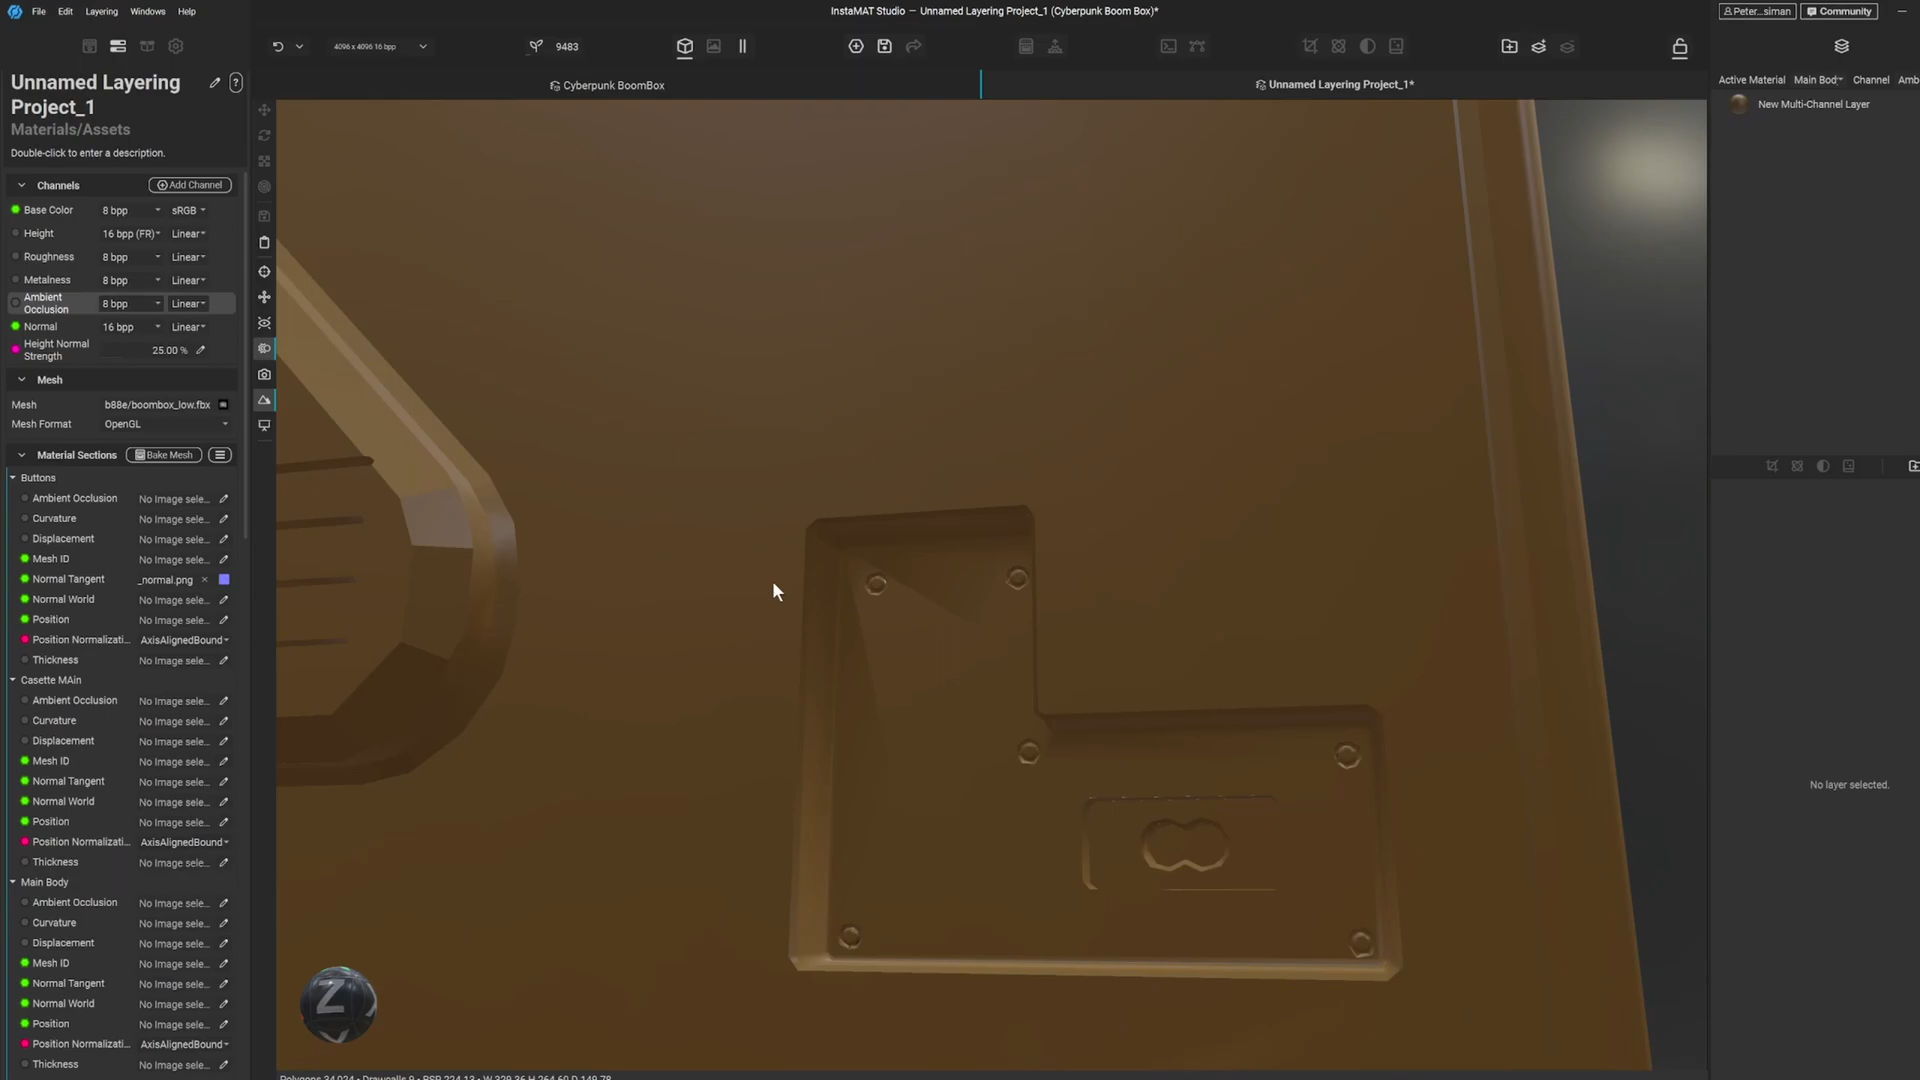 InstaMAT Studio – Unnamed Layering Project_1 (Cyberpunk Boom Box)*
File Edit Layering Windows Help
Peter...siman Community
4096 x 4096 16 bpp
9483
Unnamed Layering
Project_1
Materials/Assets
Double-click to enter a description.
Cyberpunk BoomBox
Unnamed Layering Project_1*
Active Material Main Bod Channel Amb
New Multi-Channel Layer
No layer selected.
Channels Add Channel
Base Color 8 bpp sRGB
Height 16 bpp (FR) Linear
Roughness 8 bpp Linear
Metalness 8 bpp Linear
Ambient
Occlusion 8 bpp Linear
Normal 16 bpp Linear
Height Normal
Strength 25.00 %
Mesh
Mesh b88e/boombox_low.fbx
Mesh Format OpenGL
Material Sections Bake Mesh
Buttons
Ambient Occlusion No Image sele...
Curvature No Image sele...
Displacement No Image sele...
Mesh ID No Image sele...
Normal Tangent _normal.png ×
Normal World No Image sele...
Position No Image sele...
Position Normalizati... AxisAlignedBound
Thickness No Image sele...
Casette MAin
Ambient Occlusion No Image sele...
Curvature No Image sele...
Displacement No Image sele...
Mesh ID No Image sele...
Normal Tangent No Image sele...
Normal World No Image sele...
Position No Image sele...
Position Normalizati... AxisAlignedBound
Thickness No Image sele...
Main Body
Ambient Occlusion No Image sele...
Curvature No Image sele...
Displacement No Image sele...
Mesh ID No Image sele...
Normal Tangent No Image sele...
Normal World No Image sele...
Position No Image sele...
Position Normalizati... AxisAlignedBound
Thickness No Image sele...
Z